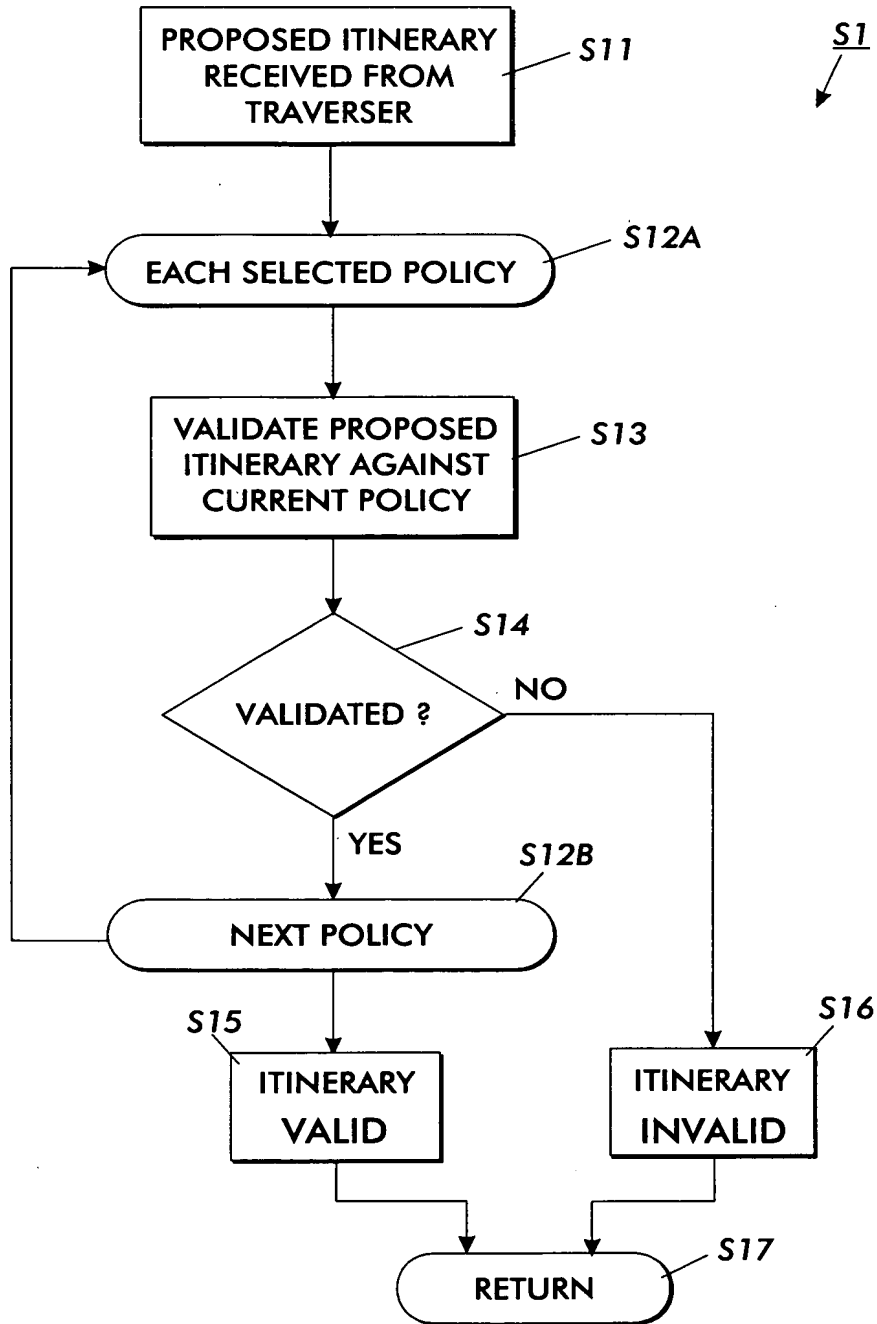 PROPOSED ITINERARY
RECEIVED FROM
TRAVERSER
S11
S1
EACH SELECTED POLICY
S12A
VALIDATE PROPOSED
ITINERARY AGAINST
CURRENT POLICY
S13
VALIDATED ?
S14
NO
YES
NEXT POLICY
S12B
ITINERARY
VALID
S15
ITINERARY
INVALID
S16
RETURN
S17